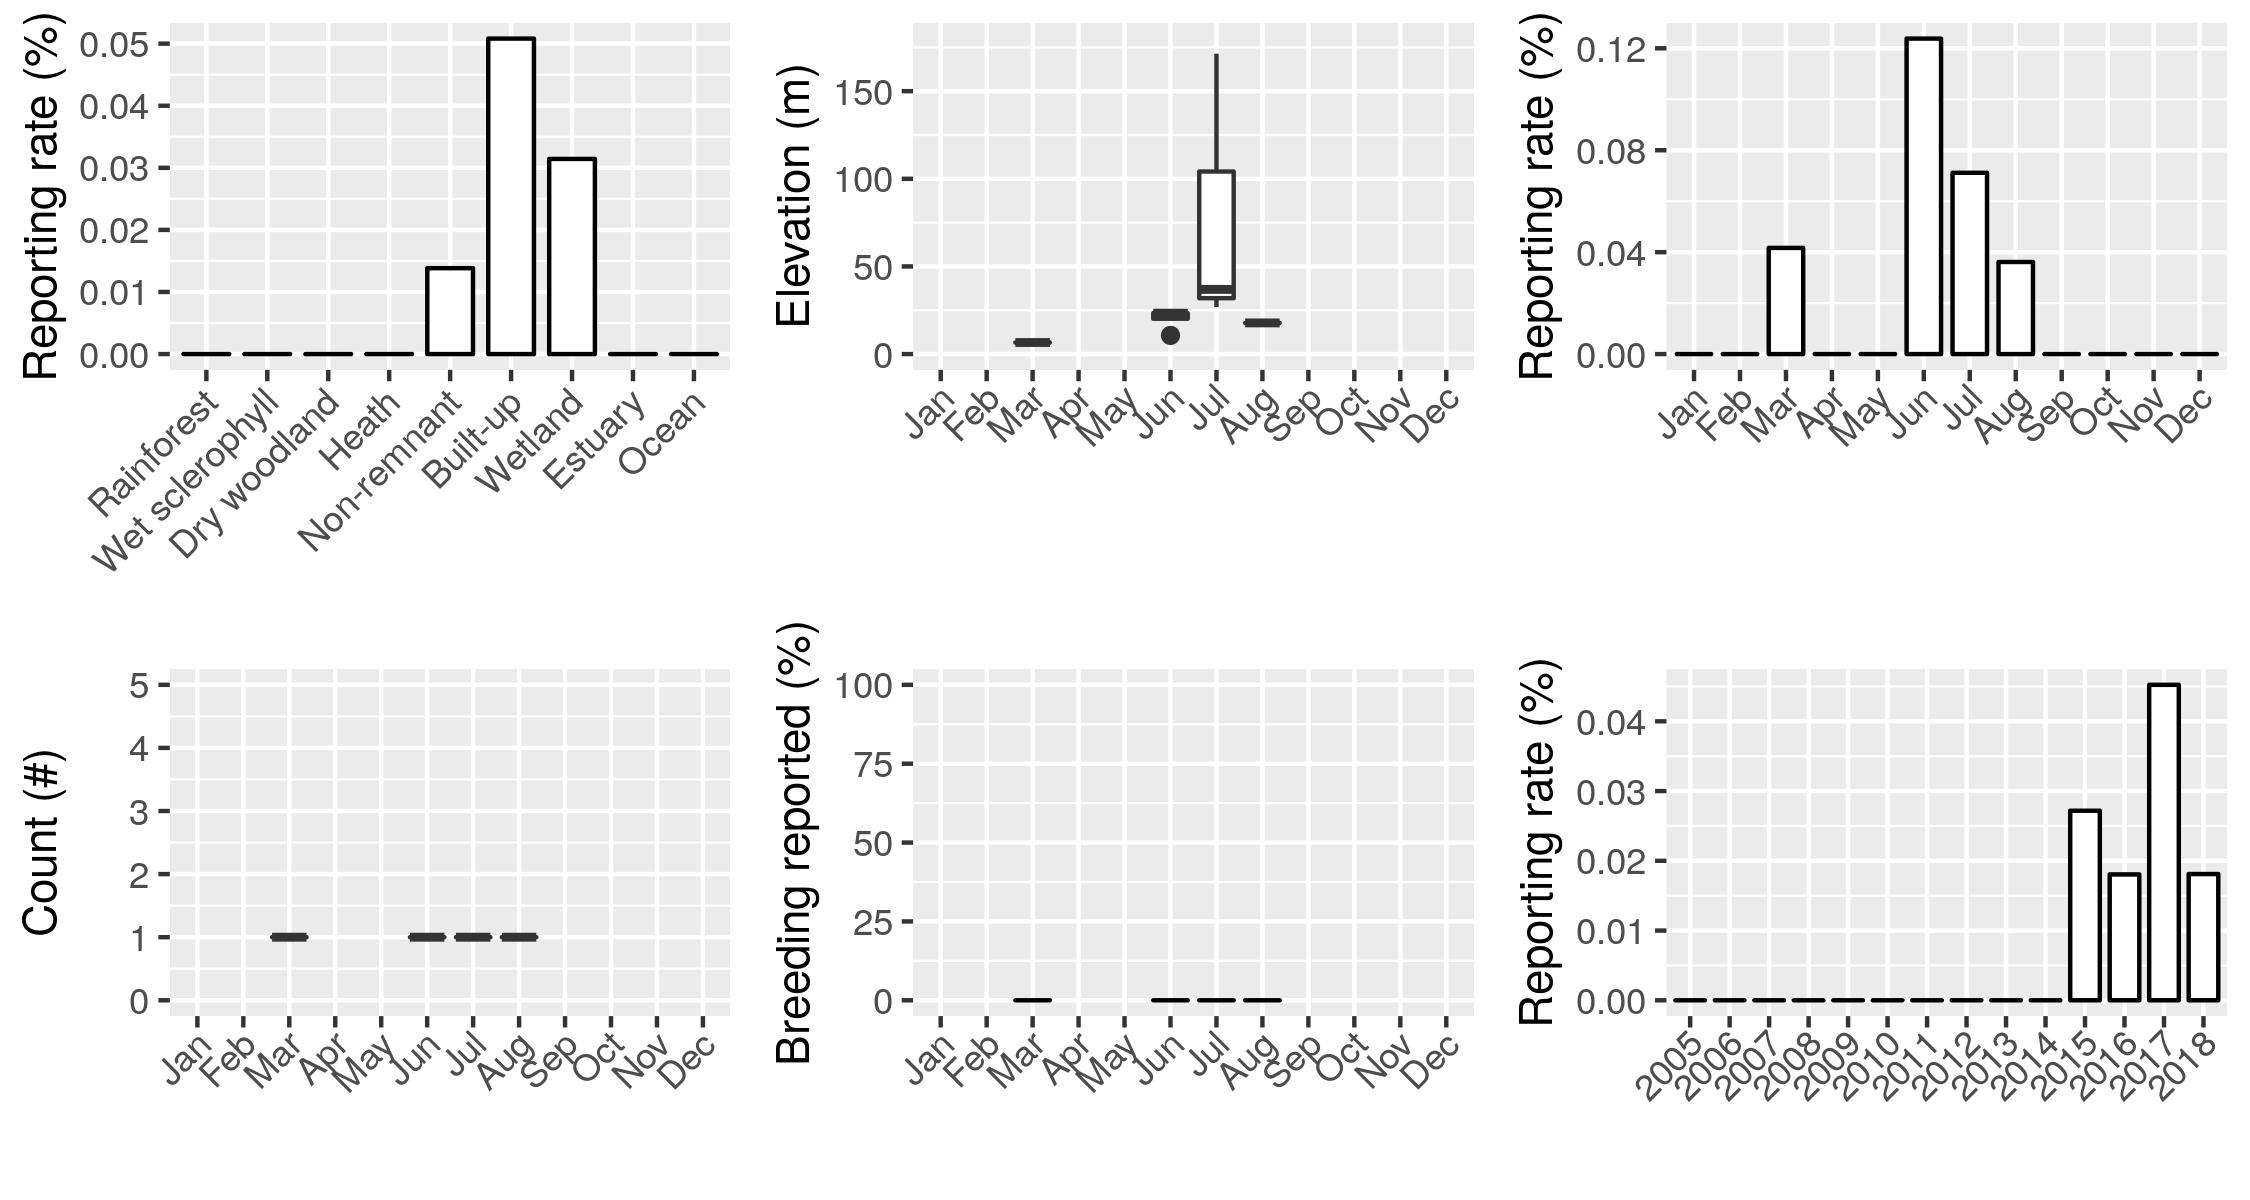 Reporting rate (%)
0.05
0.04
0.03
0.02
0.01
0.00
Rainforest
Wet sclerophyll
Dry woodland
Heath
Non-remnant
Built-up
Wetland
Estuary
Ocean
Elevation (m)
150
100
50
0
Jan
Feb
Mar
Apr
May
Jun
Jul
Aug
Sep
Oct
Nov
Dec
Reporting rate (%)
0.12
0.08
0.04
0.00
Jan
Feb
Mar
Apr
May
Jun
Jul
Aug
Sep
Oct
Nov
Dec
Count (#)
5
4
3
2
1
0
Jan
Feb
Mar
Apr
May
Jun
Jul
Aug
Sep
Oct
Nov
Dec
Breeding reported (%)
100
75
50
25
0
Jan
Feb
Mar
Apr
May
Jun
Jul
Aug
Sep
Oct
Nov
Dec
Reporting rate (%)
0.04
0.03
0.02
0.01
0.00
2005
2006
2007
2008
2009
2010
2011
2012
2013
2014
2015
2016
2017
2018